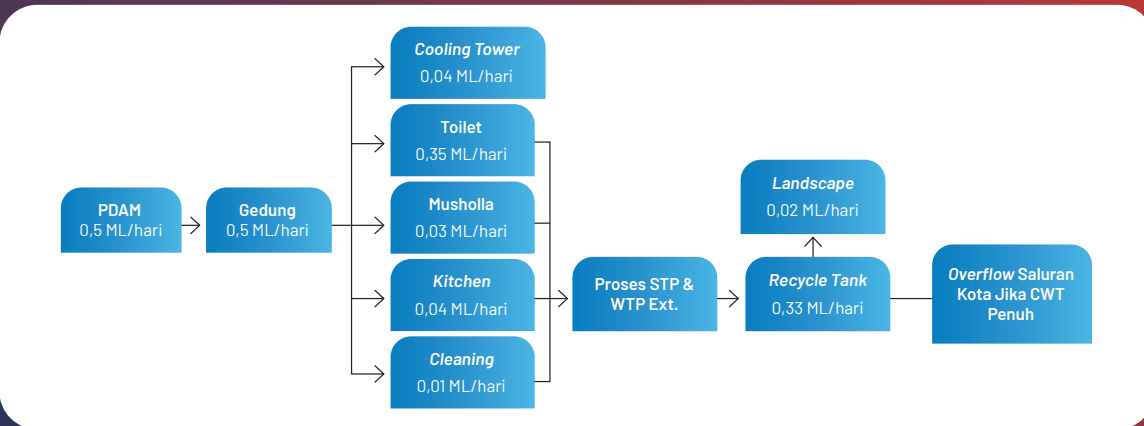 PDAM
0,5 ML/hari
Gedung
0,5 ML/hari
Cooling Tower
0,04 ML/hari
Toilet
0,35 ML/hari
Musholla
0,03 ML/hari
Kitchen
0,04 ML/hari
Cleaning
0,01 ML/hari
Proses STP &
WTP Ext.
Landscape
0,02 ML/hari
Recycle Tank
0,33 ML/hari
Overflow Saluran
Kota Jika CWT
Penuh